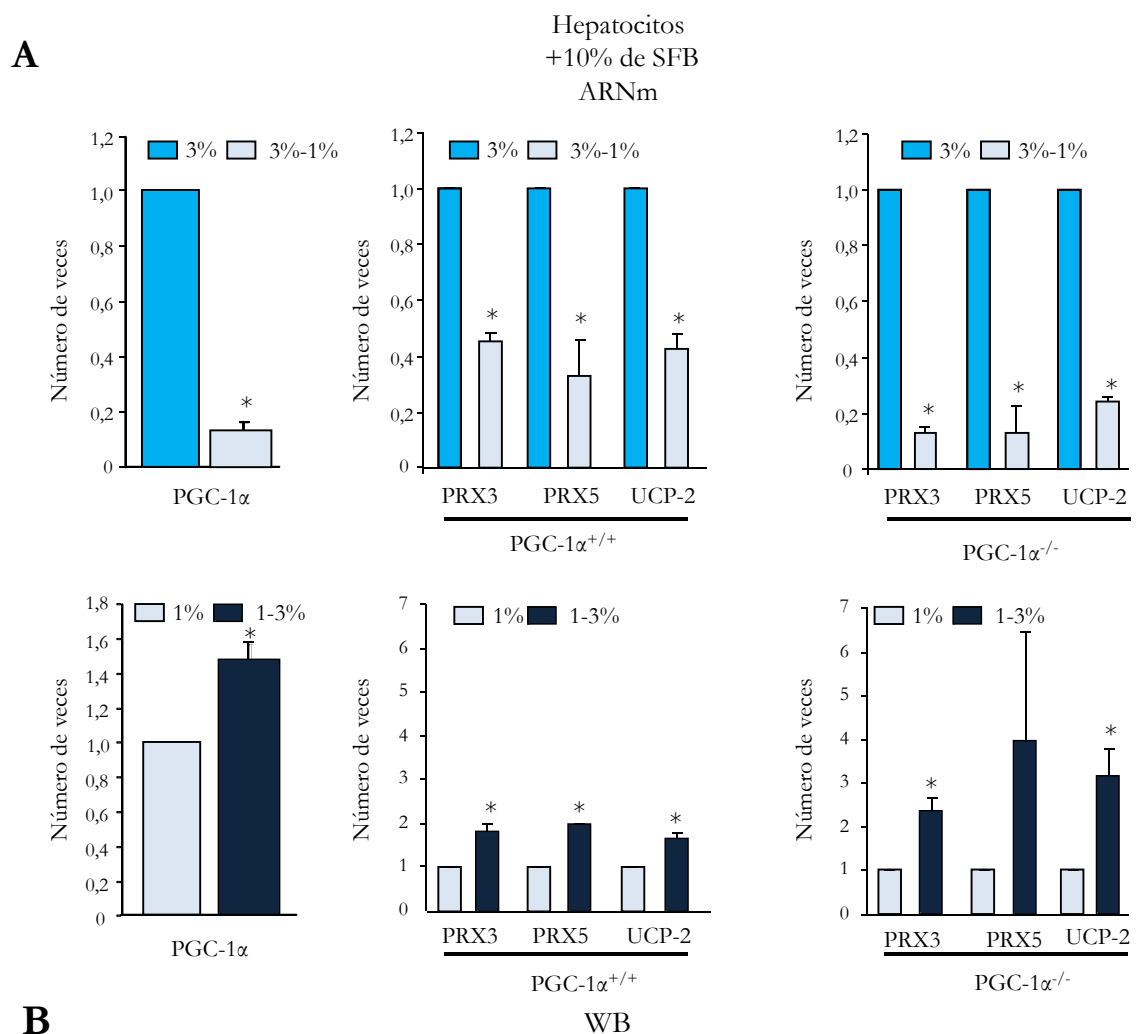 A
Hepatocitos
+10% de SFB
ARNm
Número de veces
1,2
1,0
0,8
0,6
0,4
0,2
0
3% 3%-1%
*
PGC-1α
Número de veces
1,2
1,0
0,8
0,6
0,4
0,2
0
3% 3%-1%
* * *
PRX3 PRX5 UCP-2
PGC-1α+/+
Número de veces
1,2
1,0
0,8
0,6
0,4
0,2
0
3% 3%-1%
* * *
PRX3 PRX5 UCP-2
PGC-1α-/-
Número de veces
1,8
1,6
1,4
1,2
1,0
0,8
0,6
0,4
0,2
0
1% 1-3%
*
PGC-1α
Número de veces
7
6
5
4
3
2
1
0
1% 1-3%
* * *
PRX3 PRX5 UCP-2
PGC-1α+/+
Número de veces
7
6
5
4
3
2
1
0
1% 1-3%
* *
PRX3 PRX5 UCP-2
PGC-1α-/-
B
WB